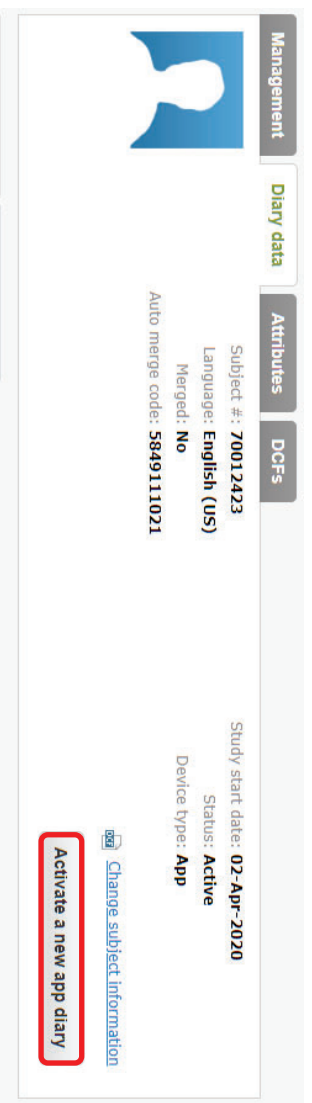 Management
Diary data
Attributes
DCFs
Subject #: 70012423
Language: English (US)
Merged: No
Auto merge code: 5849111021
Study start date: 02-Apr-2020
Status: Active
Device type: App
DCF
Change subject information
Activate a new app diary